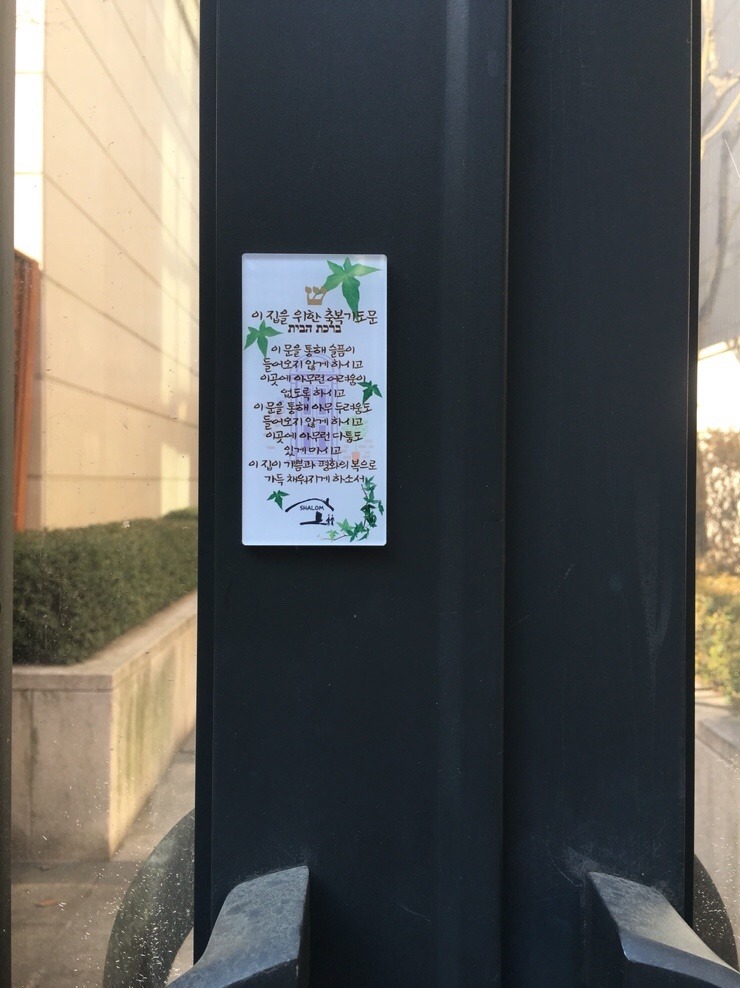 ש
이 집을 위한 축복기도문
ברכת הבית
이 문을 통해 슬픔이
들어오지 않게 하시고
이곳에 아무런 어려움이
없도록 하시고
이 문을 통해 아무 두려움도
들어오지 않게 하시고
이곳에 아무런 다툼도
있게 마시고
이 집이 기쁨과 평화의 복으로
가득 채워지게 하소서
SHALOM